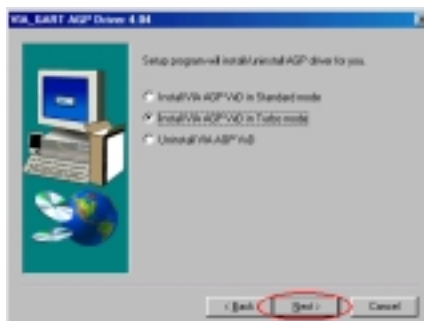 VIA_GART AGP Driver 4.04
Setup program will install/uninstall AGP driver for you.
Install VIA AGP VxD in Standard mode
Install VIA AGP VxD in Turbo mode
Uninstall VIA AGP VxD
< Back
Next >
Cancel